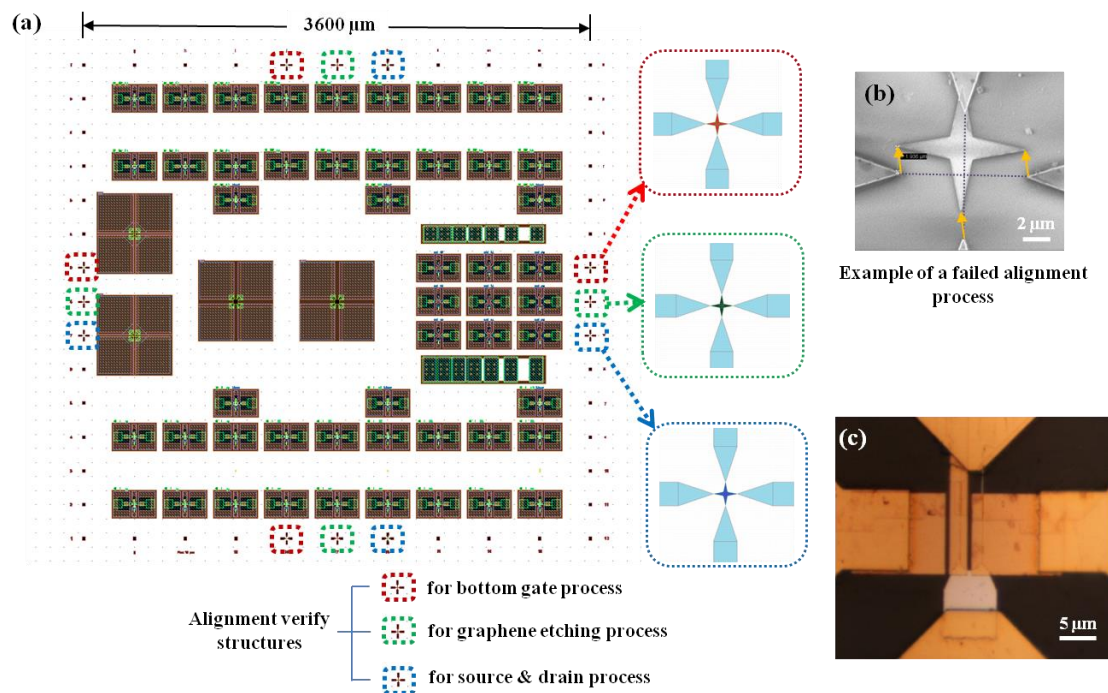 (a)
3600 μm
(b)
2 μm
Example of a failed alignment
process
(c)
5 μm
Alignment verify
structures
for bottom gate process
for graphene etching process
for source & drain process